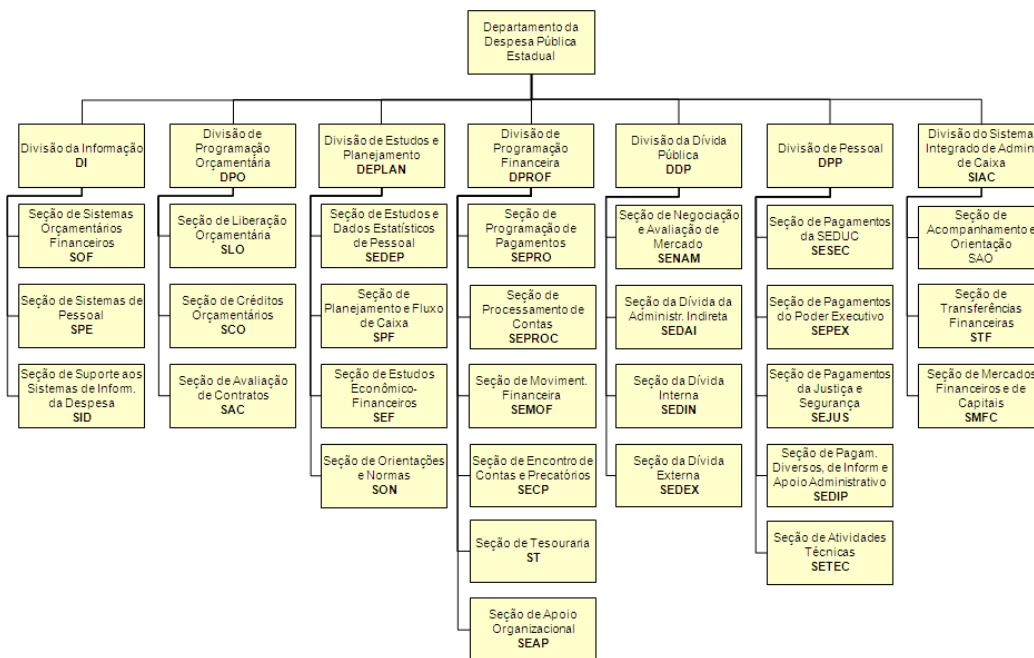 Departamento da
Despesa Pública
Estadual
Divisão da Informação
DI
Divisão de
Programação
Orçamentária
DPO
Divisão de Estudos e
Planejamento
DEPLAN
Divisão de
Programação
Financeira
DPROF
Divisão da Dívida
Pública
DDP
Divisão de Pessoal
DPP
Divisão do Sistema
Integrado de Admin
de Caixa
SIAC
Seção de Sistemas
Orçamentários
Financeiros
SOF
Seção de Sistemas de
Pessoal
SPE
Seção de Suporte aos
Sistemas de Inform.
da Despesa
SID
Seção de Liberação
Orçamentária
SLO
Seção de Créditos
Orçamentários
SCO
Seção de Avaliação
de Contratos
SAC
Seção de Estudos e
Dados Estatísticos
de Pessoal
SEDEP
Seção de
Planejamento e Fluxo
de Caixa
SPF
Seção de Estudos
Econômico-
Financeiros
SEF
Seção de Orientações
e Normas
SON
Seção de
Programação de
Pagamentos
SEPRO
Seção de
Processamento de
Contas
SEPROC
Seção de Moviment.
Financeira
SEMOF
Seção de Encontro de
Contas e Precatórios
SECP
Seção de Tesouraria
ST
Seção de Apoio
Organizacional
SEAP
Seção de Negociação
e Avaliação de
Mercado
SENAM
Seção da Dívida da
Administr. Indireta
SEDAI
Seção da Dívida
Interna
SEDIN
Seção da Dívida
Externa
SEDEX
Seção de Pagamentos
da SEDUC
SESEC
Seção de Pagamentos
do Poder Executivo
SEPEX
Seção de Pagamentos
da Justiça e
Segurança
SEJUS
Seção de Pagam.
Diversos, de Inform e
Apoio Administrativo
SEDIP
Seção de Atividades
Técnicas
SETEC
Seção de
Acompanhamento e
Orientação
SAO
Seção de
Transferências
Financeiras
STF
Seção de Mercados
Financeiros e de
Capitais
SMFC